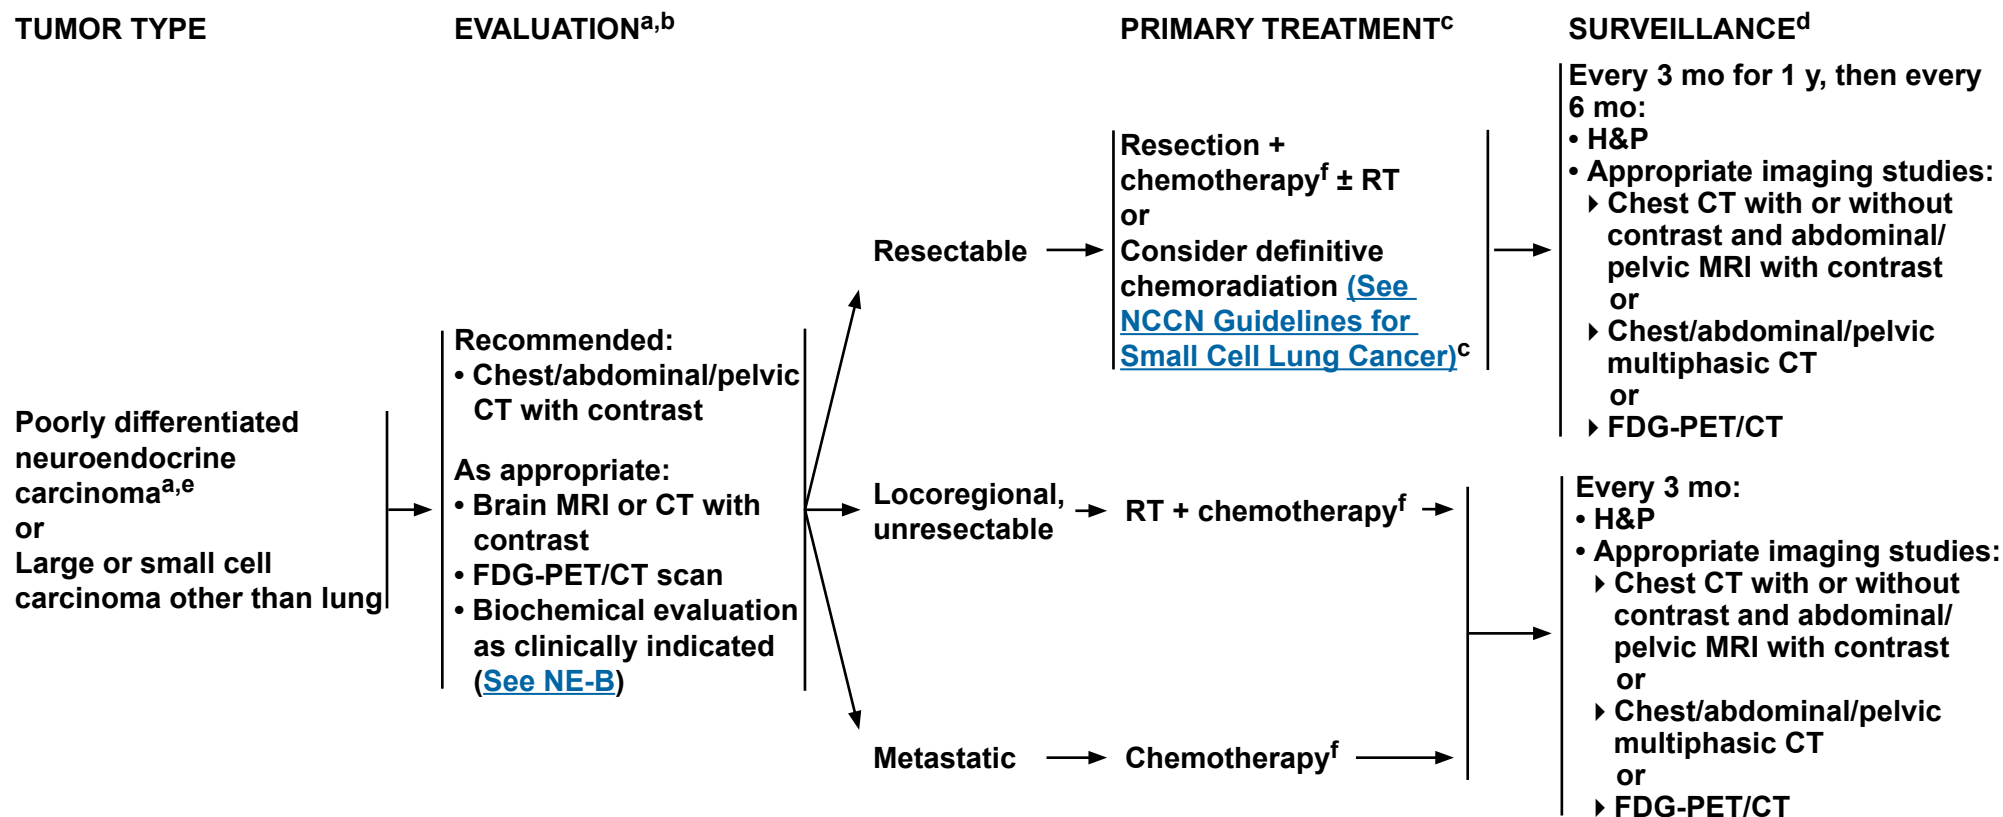 TUMOR TYPE
EVALUATIONa,b
PRIMARY TREATMENTc
SURVEILLANCEd
Poorly differentiated
neuroendocrine
carcinomaa,e
or
Large or small cell
carcinoma other than lung
Recommended:
• Chest/abdominal/pelvic
CT with contrast
As appropriate:
• Brain MRI or CT with
contrast
• FDG-PET/CT scan
• Biochemical evaluation
as clinically indicated
(See NE-B)
Resectable
Resection +
chemotherapyf ± RT
or
Consider definitive
chemoradiation (See
NCCN Guidelines for
Small Cell Lung Cancer)c
Every 3 mo for 1 y, then every
6 mo:
• H&P
• Appropriate imaging studies:
Chest CT with or without
contrast and abdominal/
pelvic MRI with contrast
or
Chest/abdominal/pelvic
multiphasic CT
or
FDG-PET/CT
Locoregional,
unresectable
RT + chemotherapyf
Metastatic
Chemotherapyf
Every 3 mo:
• H&P
• Appropriate imaging studies:
Chest CT with or without
contrast and abdominal/
pelvic MRI with contrast
or
Chest/abdominal/pelvic
multiphasic CT
or
FDG-PET/CT